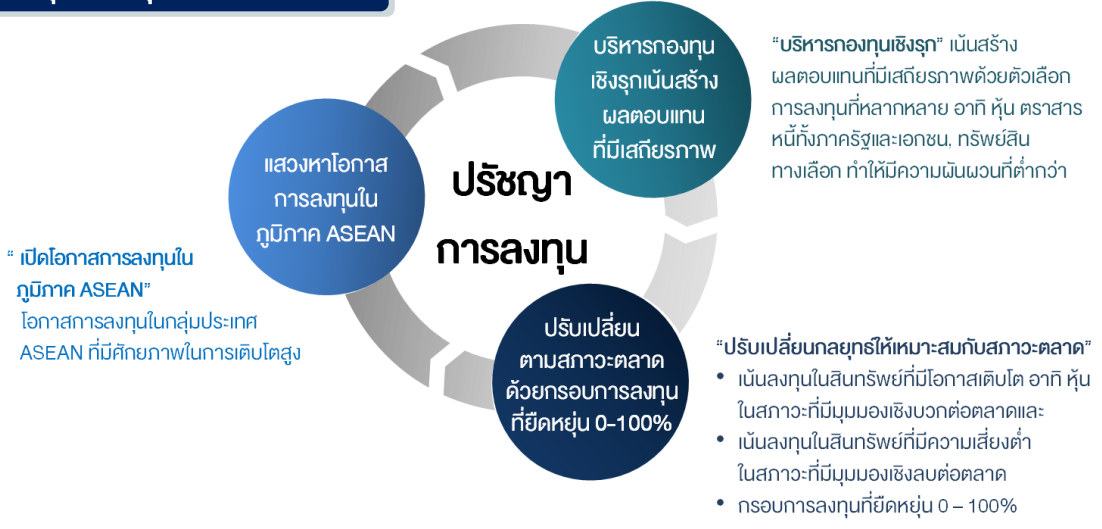 บริหารกองทุน
เชิงรุกเน้นสร้าง
ผลตอบแทน
ที่มีเสถียรภาพ
"บริหารกองทุนเชิงรุก" เน้นสร้าง
ผลตอบแทนที่มีเสถียรภาพด้วยตัวเลือก
การลงทุนที่หลากหลาย อาทิ หุ้น ตราสาร
หนี้ทั้งภาครัฐและเอกชน, ทรัพย์สิน
ทางเลือก ทำให้มีความผันผวนที่ต่ำกว่า
แสวงหาโอกาส
การลงทุนใน
ภูมิภาค ASEAN
ปรัชญา
การลงทุน
" เปิดโอกาสการลงทุนใน
ภูมิภาค ASEAN"
โอกาสการลงทุนในกลุ่มประเทศ
ASEAN ที่มีศักยภาพในการเติบโตสูง
ปรับเปลี่ยน
ตามสภาวะตลาด
ด้วยกรอบการลงทุน
ที่ยืดหยุ่น 0-100%
"ปรับเปลี่ยนกลยุทธ์ให้เหมาะสมกับสภาวะตลาด"
• เน้นลงทุนในสินทรัพย์ที่มีโอกาสเติบโต อาทิ หุ้น
ในสภาวะที่มีมุมมองเชิงบวกต่อตลาดและ
• เน้นลงทุนในสินทรัพย์ที่มีความเสี่ยงต่ำ
ในสภาวะที่มีมุมมองเชิงลบต่อตลาด
• กรอบการลงทุนที่ยืดหยุ่น 0 – 100%